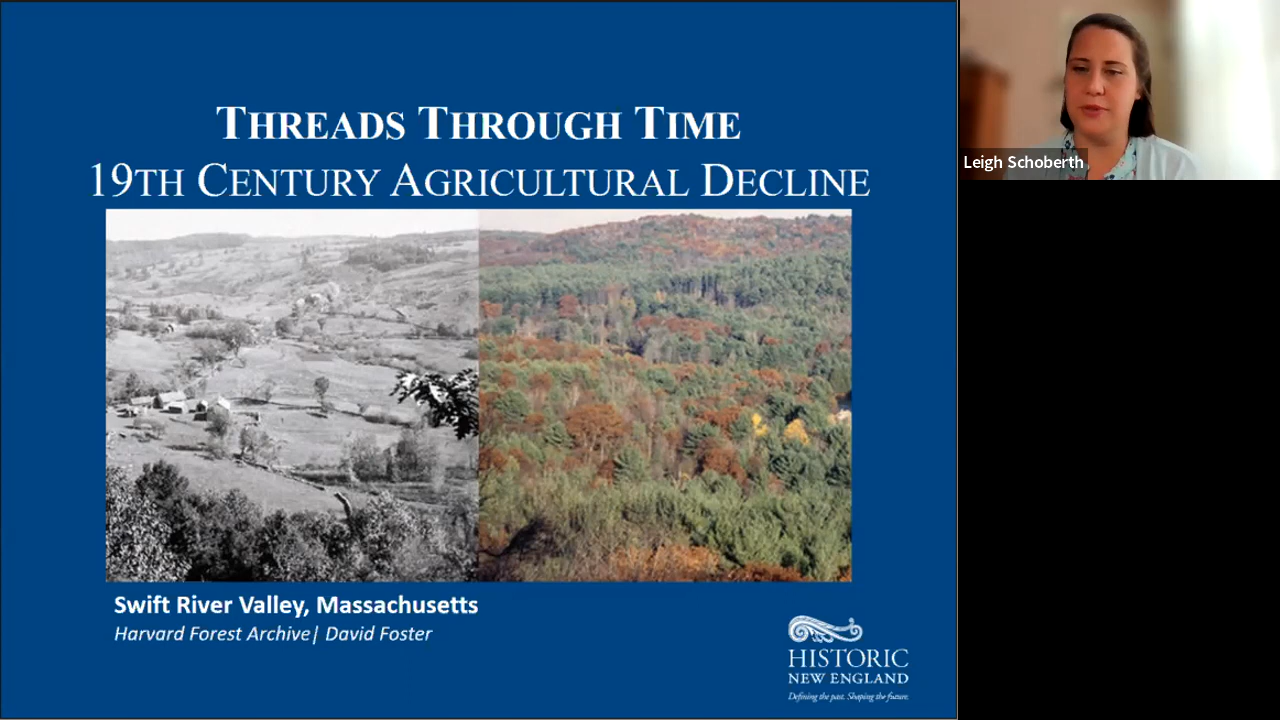 THREADS THROUGH TIME
19TH CENTURY AGRICULTURAL DECLINE
Swift River Valley, Massachusetts
Harvard Forest Archive| David Foster
HISTORIC
NEW ENGLAND
Defining the past. Shaping the future.
Leigh Schoberth